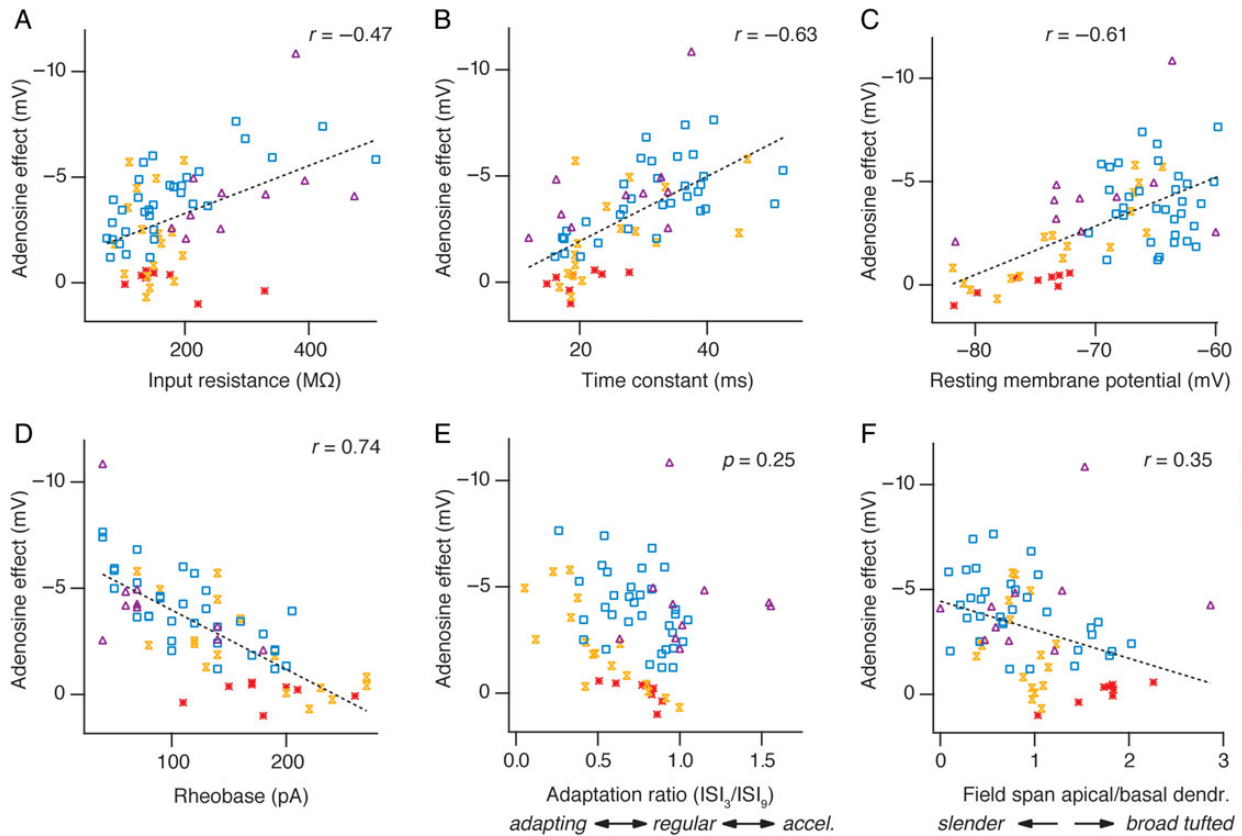 A
r = −0.47
−10
−5
0
Adenosine effect (mV)
200
400
Input resistance (MΩ)
B
r = −0.63
−10
−5
0
Adenosine effect (mV)
20
40
Time constant (ms)
C
r = −0.61
−10
−5
0
Adenosine effect (mV)
−80
−70
−60
Resting membrane potential (mV)
D
r = 0.74
−10
−5
0
Adenosine effect (mV)
100
200
Rheobase (pA)
E
p = 0.25
−10
−5
0
Adenosine effect (mV)
0.0
0.5
1.0
1.5
Adaptation ratio (ISI₃/ISI₉)
adapting ↔ regular ↔ accel.
F
r = 0.35
−10
−5
0
Adenosine effect (mV)
0
1
2
3
Field span apical/basal dendr.
slender ← → broad tufted